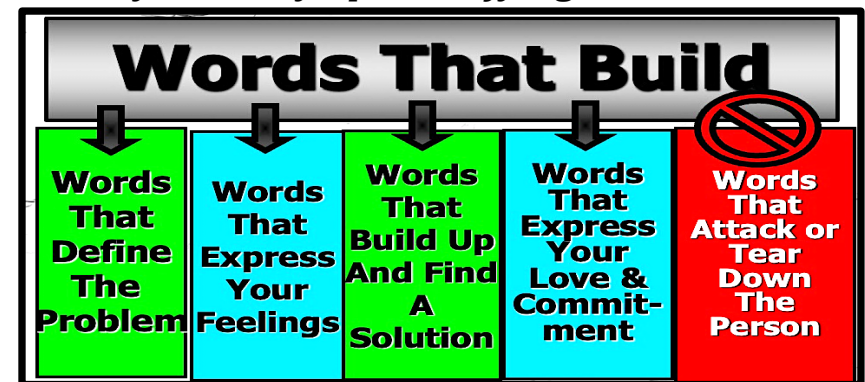 Words That Build
Words
That
Define
The
Problem
Words
That
Express
Your
Feelings
Words
That
Build Up
And Find
A
Solution
Words
That
Express
Your
Love &
Commit-
ment
Words
That
Attack or
Tear
Down
The
Person